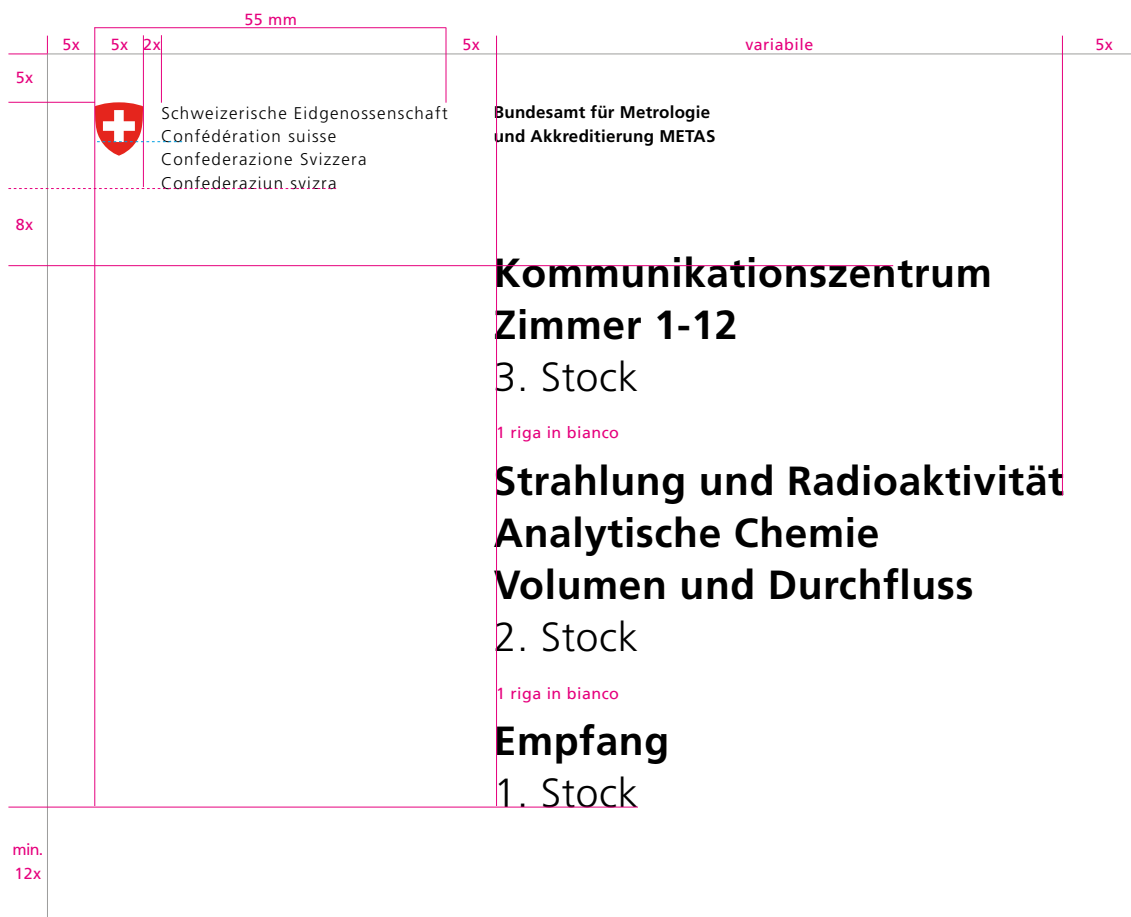 55 mm
5x 5x 2x 5x variabile 5x
5x
Schweizerische Eidgenossenschaft
Confédération suisse
Confederazione Svizzera
Confederaziun svizra
Bundesamt für Metrologie
und Akkreditierung METAS
8x
Kommunikationszentrum
Zimmer 1-12
3. Stock
1 riga in bianco
Strahlung und Radioaktivität
Analytische Chemie
Volumen und Durchfluss
2. Stock
1 riga in bianco
Empfang
1. Stock
min.
12x